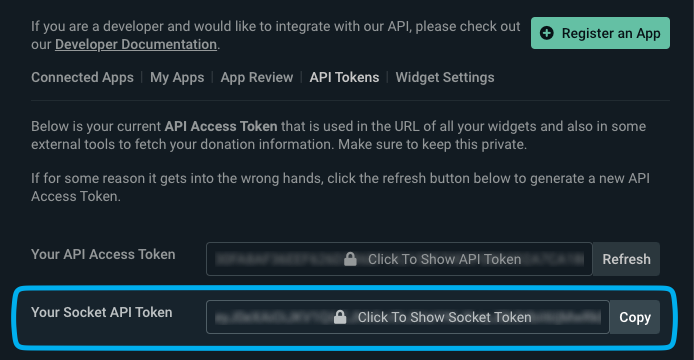 If you are a developer and would like to integrate with our API, please check out
our Developer Documentation.
Register an App
Connected Apps | My Apps | App Review | API Tokens | Widget Settings
Below is your current API Access Token that is used in the URL of all your widgets and also in some
external tools to fetch your donation information. Make sure to keep this private.
If for some reason it gets into the wrong hands, click the refresh button below to generate a new API
Access Token.
Your API Access Token
Click To Show API Token
Refresh
Your Socket API Token
Click To Show Socket Token
Copy